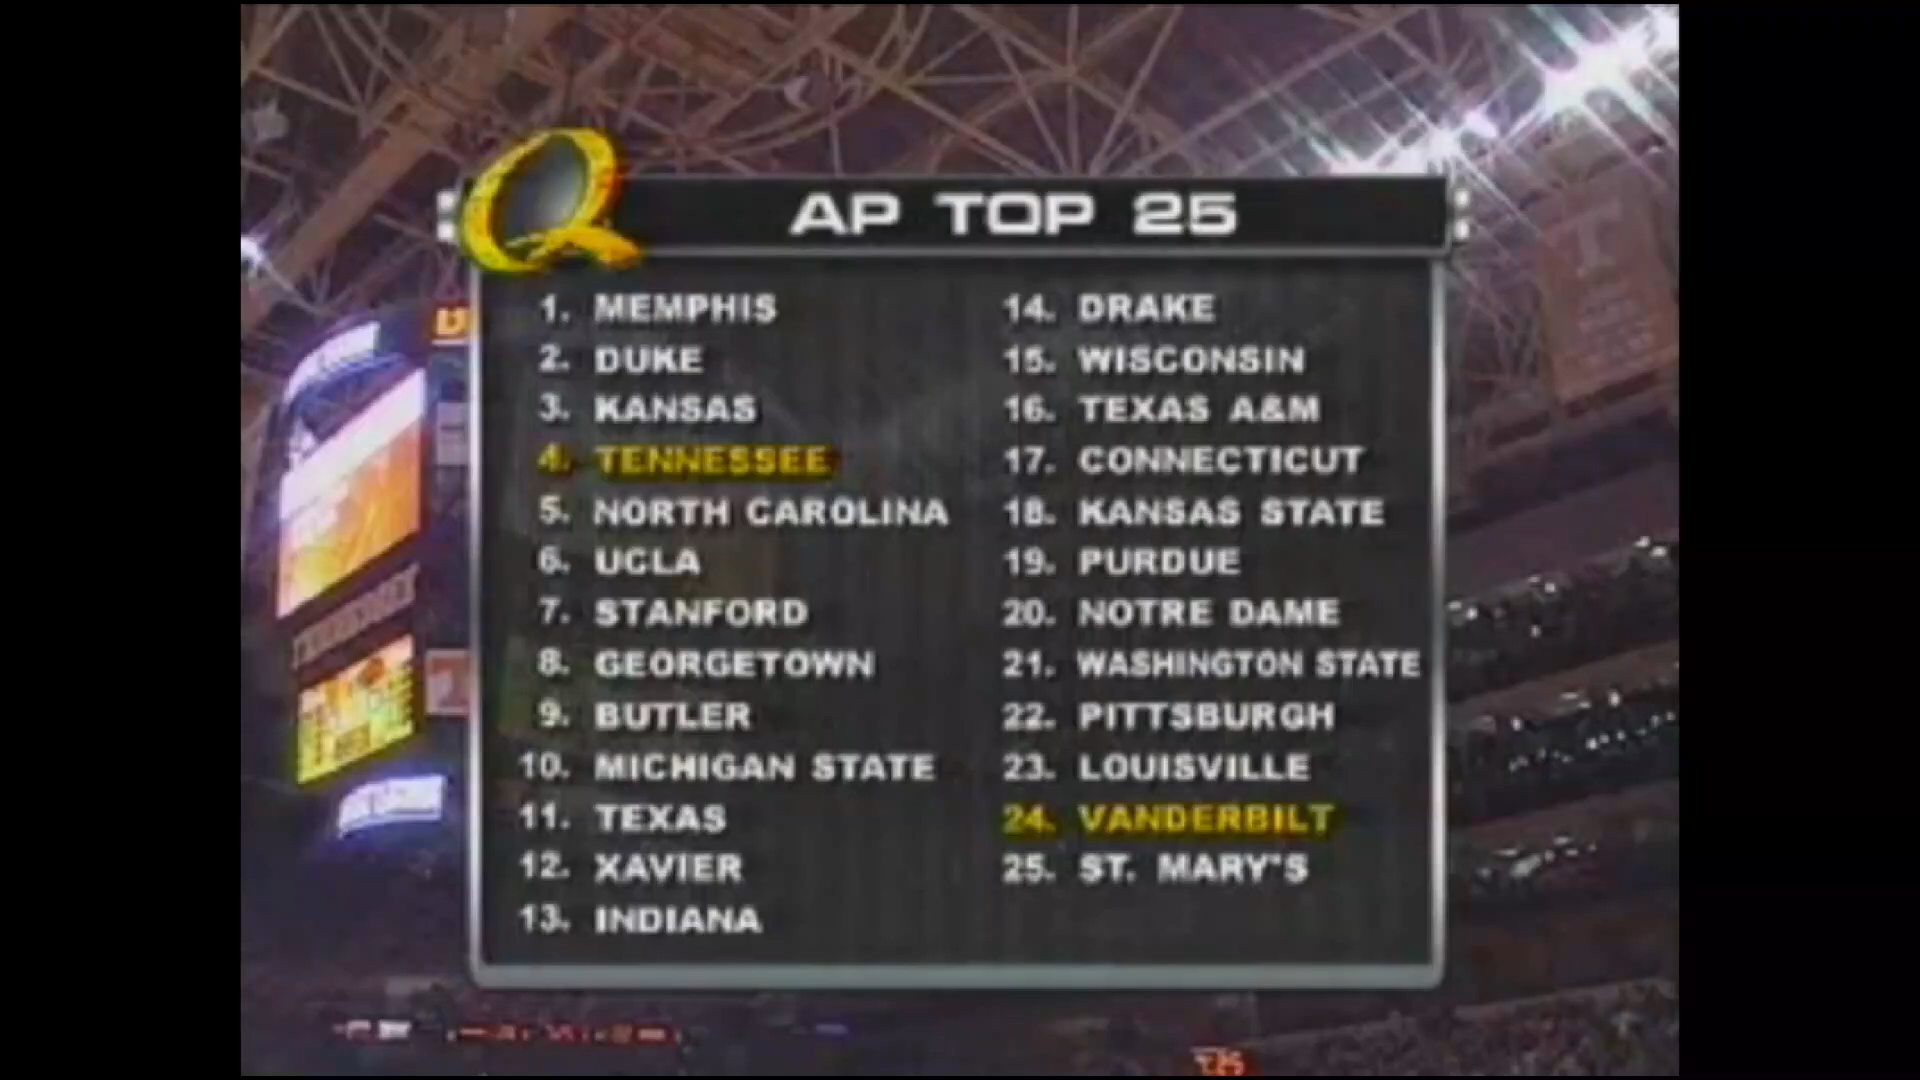 Q
AP TOP 25
1. MEMPHIS
2. DUKE
3. KANSAS
4. TENNESSEE
5. NORTH CAROLINA
6. UCLA
7. STANFORD
8. GEORGETOWN
9. BUTLER
10. MICHIGAN STATE
11. TEXAS
12. XAVIER
13. INDIANA
14. DRAKE
15. WISCONSIN
16. TEXAS A&M
17. CONNECTICUT
18. KANSAS STATE
19. PURDUE
20. NOTRE DAME
21. WASHINGTON STATE
22. PITTSBURGH
23. LOUISVILLE
24. VANDERBILT
25. ST. MARY'S
TENNESSEE